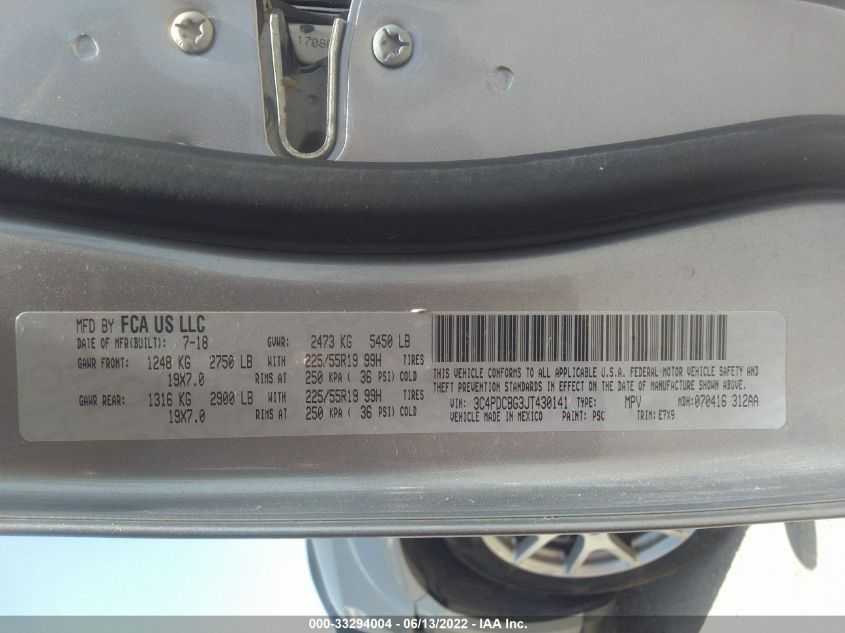 1708
MFD BY FCA US LLC
DATE OF MFR(BUILT): 7-18 GVWR: 2473 KG 5450 LB
GAWR FRONT: 1248 KG 2750 LB WITH 225/55R19 99H TIRES
19X7.0 RIMS AT 250 KPA ( 36 PSI) COLD
GAWR REAR: 1316 KG 2900 LB WITH 225/55R19 99H TIRES
19X7.0 RIMS AT 250 KPA ( 36 PSI) COLD
THIS VEHICLE CONFORMS TO ALL APPLICABLE U.S.A. FEDERAL MOTOR VEHICLE SAFETY AND
THEFT PREVENTION STANDARDS IN EFFECT ON THE DATE OF MANUFACTURE SHOWN ABOVE.
VIN: 3C4PDCBG3JT430141 TYPE: MPV MDH:070416 312AA
VEHICLE MADE IN MEXICO PAINT: PSC TRIM: E7X9
000-33294004 - 06/13/2022 - Copyright © 2022 IAA, Inc.